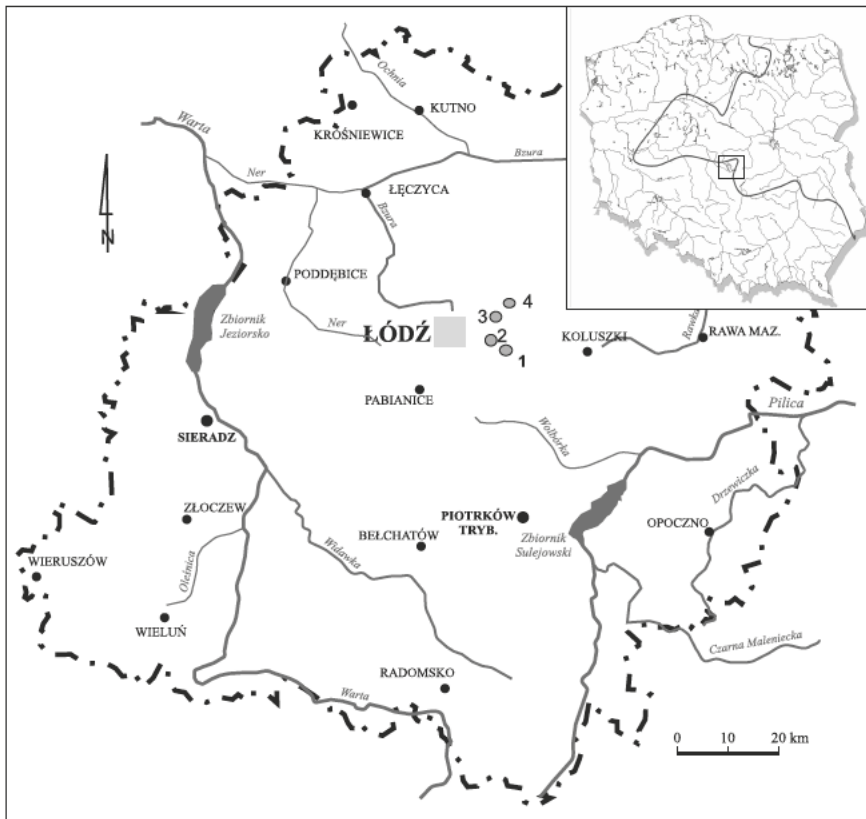 Ochnia
KUTNO
KROŚNIEWICE
Warta
Bzura
Ner
ŁĘCZYCA
Bzura
N
PODDĘBICE
4
3
Zbiornik
Jeziorsko
Ner
ŁÓDŹ
2
1
KOLUSZKI
Rawka
RAWA MAZ.
PABIANICE
Pilica
SIERADZ
Wolbórka
Drzewiczka
ZŁOCZEW
PIOTRKÓW
TRYB.
BEŁCHATÓW
OPOCZNO
Zbiornik
Sulejowski
WIERUSZÓW
Oleśnica
Widawka
WIELUŃ
Czarna Maleniecka
RADOMSKO
Warta
0 10 20 km